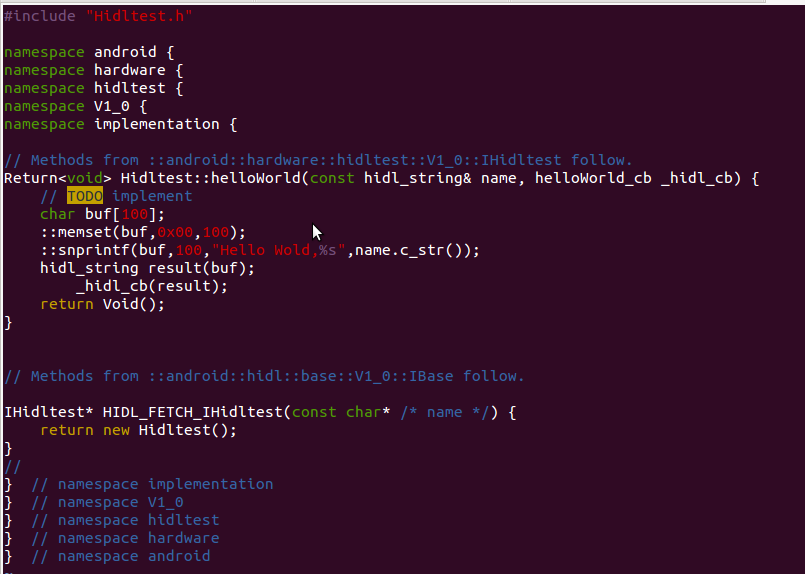 #include "Hidltest.h"
namespace android {
namespace hardware {
namespace hidltest {
namespace V1_0 {
namespace implementation {
// Methods from ::android::hardware::hidltest::V1_0::IHidltest follow.
Return<void> Hidltest::helloWorld(const hidl_string& name, helloWorld_cb _hidl_cb) {
    // TODO implement
    char buf[100];
    ::memset(buf,0x00,100);
    ::snprintf(buf,100,"Hello Wold,%s",name.c_str());
    hidl_string result(buf);
        _hidl_cb(result);
    return Void();
}
// Methods from ::android::hidl::base::V1_0::IBase follow.
IHidltest* HIDL_FETCH_IHidltest(const char* /* name */) {
    return new Hidltest();
}
//
}  // namespace implementation
}  // namespace V1_0
}  // namespace hidltest
}  // namespace hardware
}  // namespace android